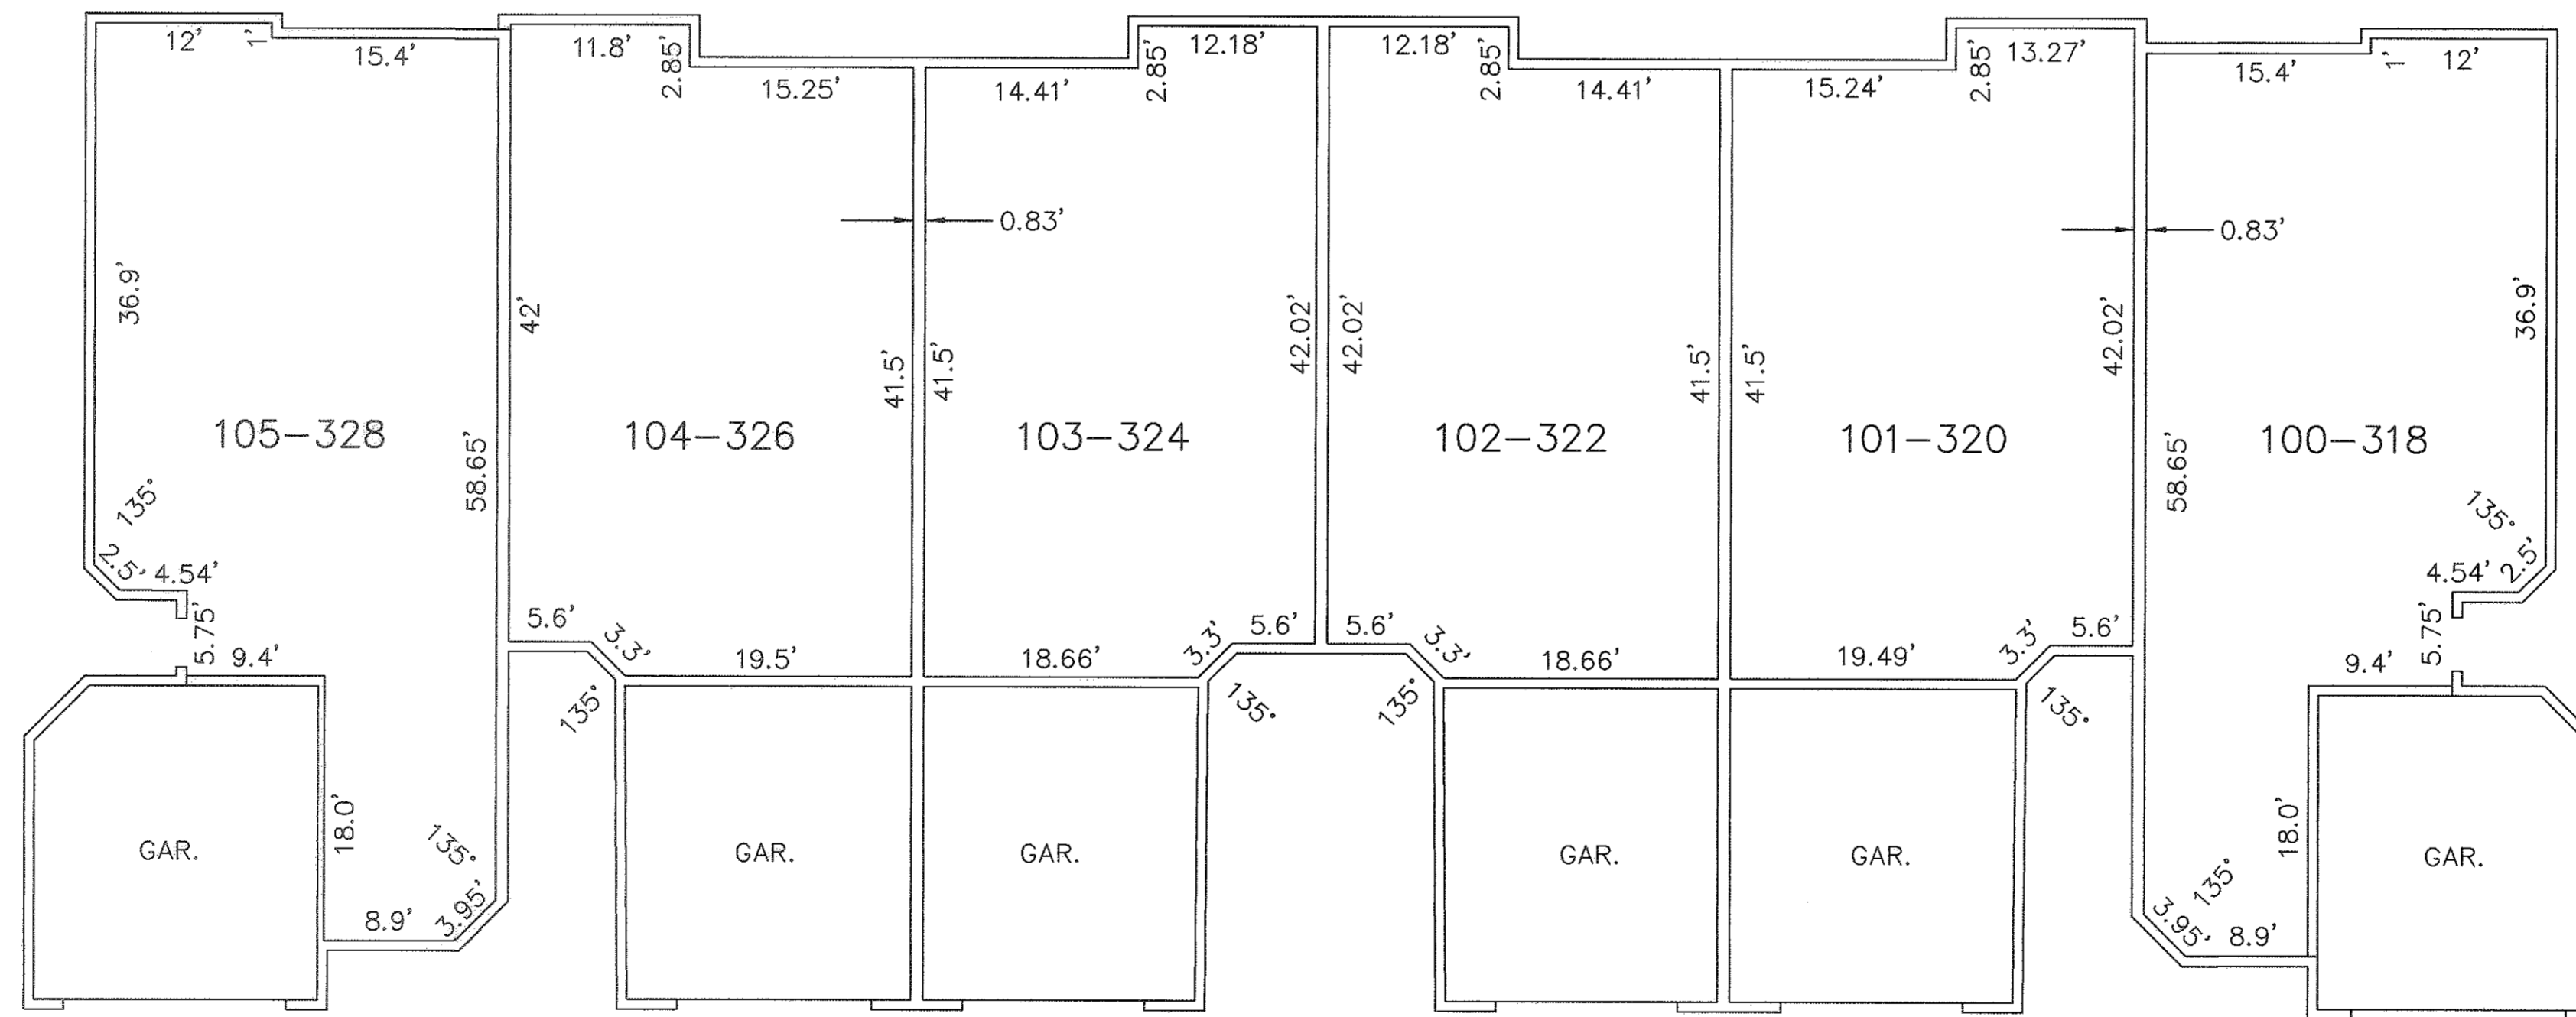 12' 1' 15.4' 11.8' 2.85' 15.25' 14.41' 2.85' 12.18' 12.18' 2.85' 14.41' 15.24' 2.85' 13.27' 15.4' 1' 12'
0.83' 0.83'
36.9' 42' 41.5' 41.5' 42.02' 42.02' 41.5' 41.5' 42.02' 36.9'
105-328 104-326 103-324 102-322 101-320 100-318
58.65' 58.65'
135° 135°
2.5' 4.54' 4.54' 2.5'
5.75' 5.6' 3.3' 3.3' 5.6' 5.6' 3.3' 3.3' 5.6' 5.75'
9.4' 19.5' 18.66' 18.66' 19.49' 9.4'
135° 135° 135° 135°
18.0' 135° 135° 18.0'
GAR. GAR. GAR. GAR. GAR. GAR.
8.9' 3.95' 3.95' 8.9'